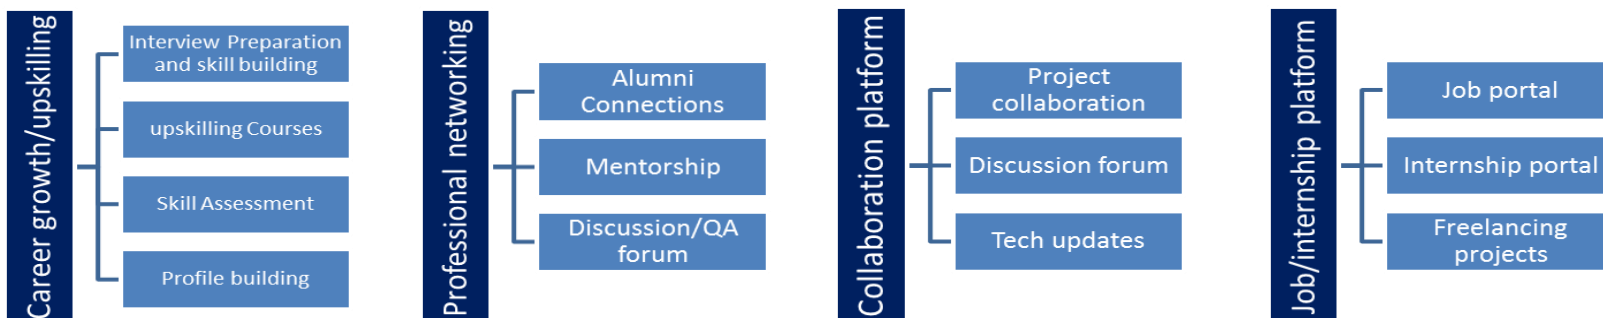 Career growth/upskilling
Interview Preparation
and skill building
upskilling Courses
Skill Assessment
Profile building
Professional networking
Alumni
Connections
Mentorship
Discussion/QA
forum
Collaboration platform
Project
collaboration
Discussion forum
Tech updates
Job/internship platform
Job portal
Internship portal
Freelancing
projects